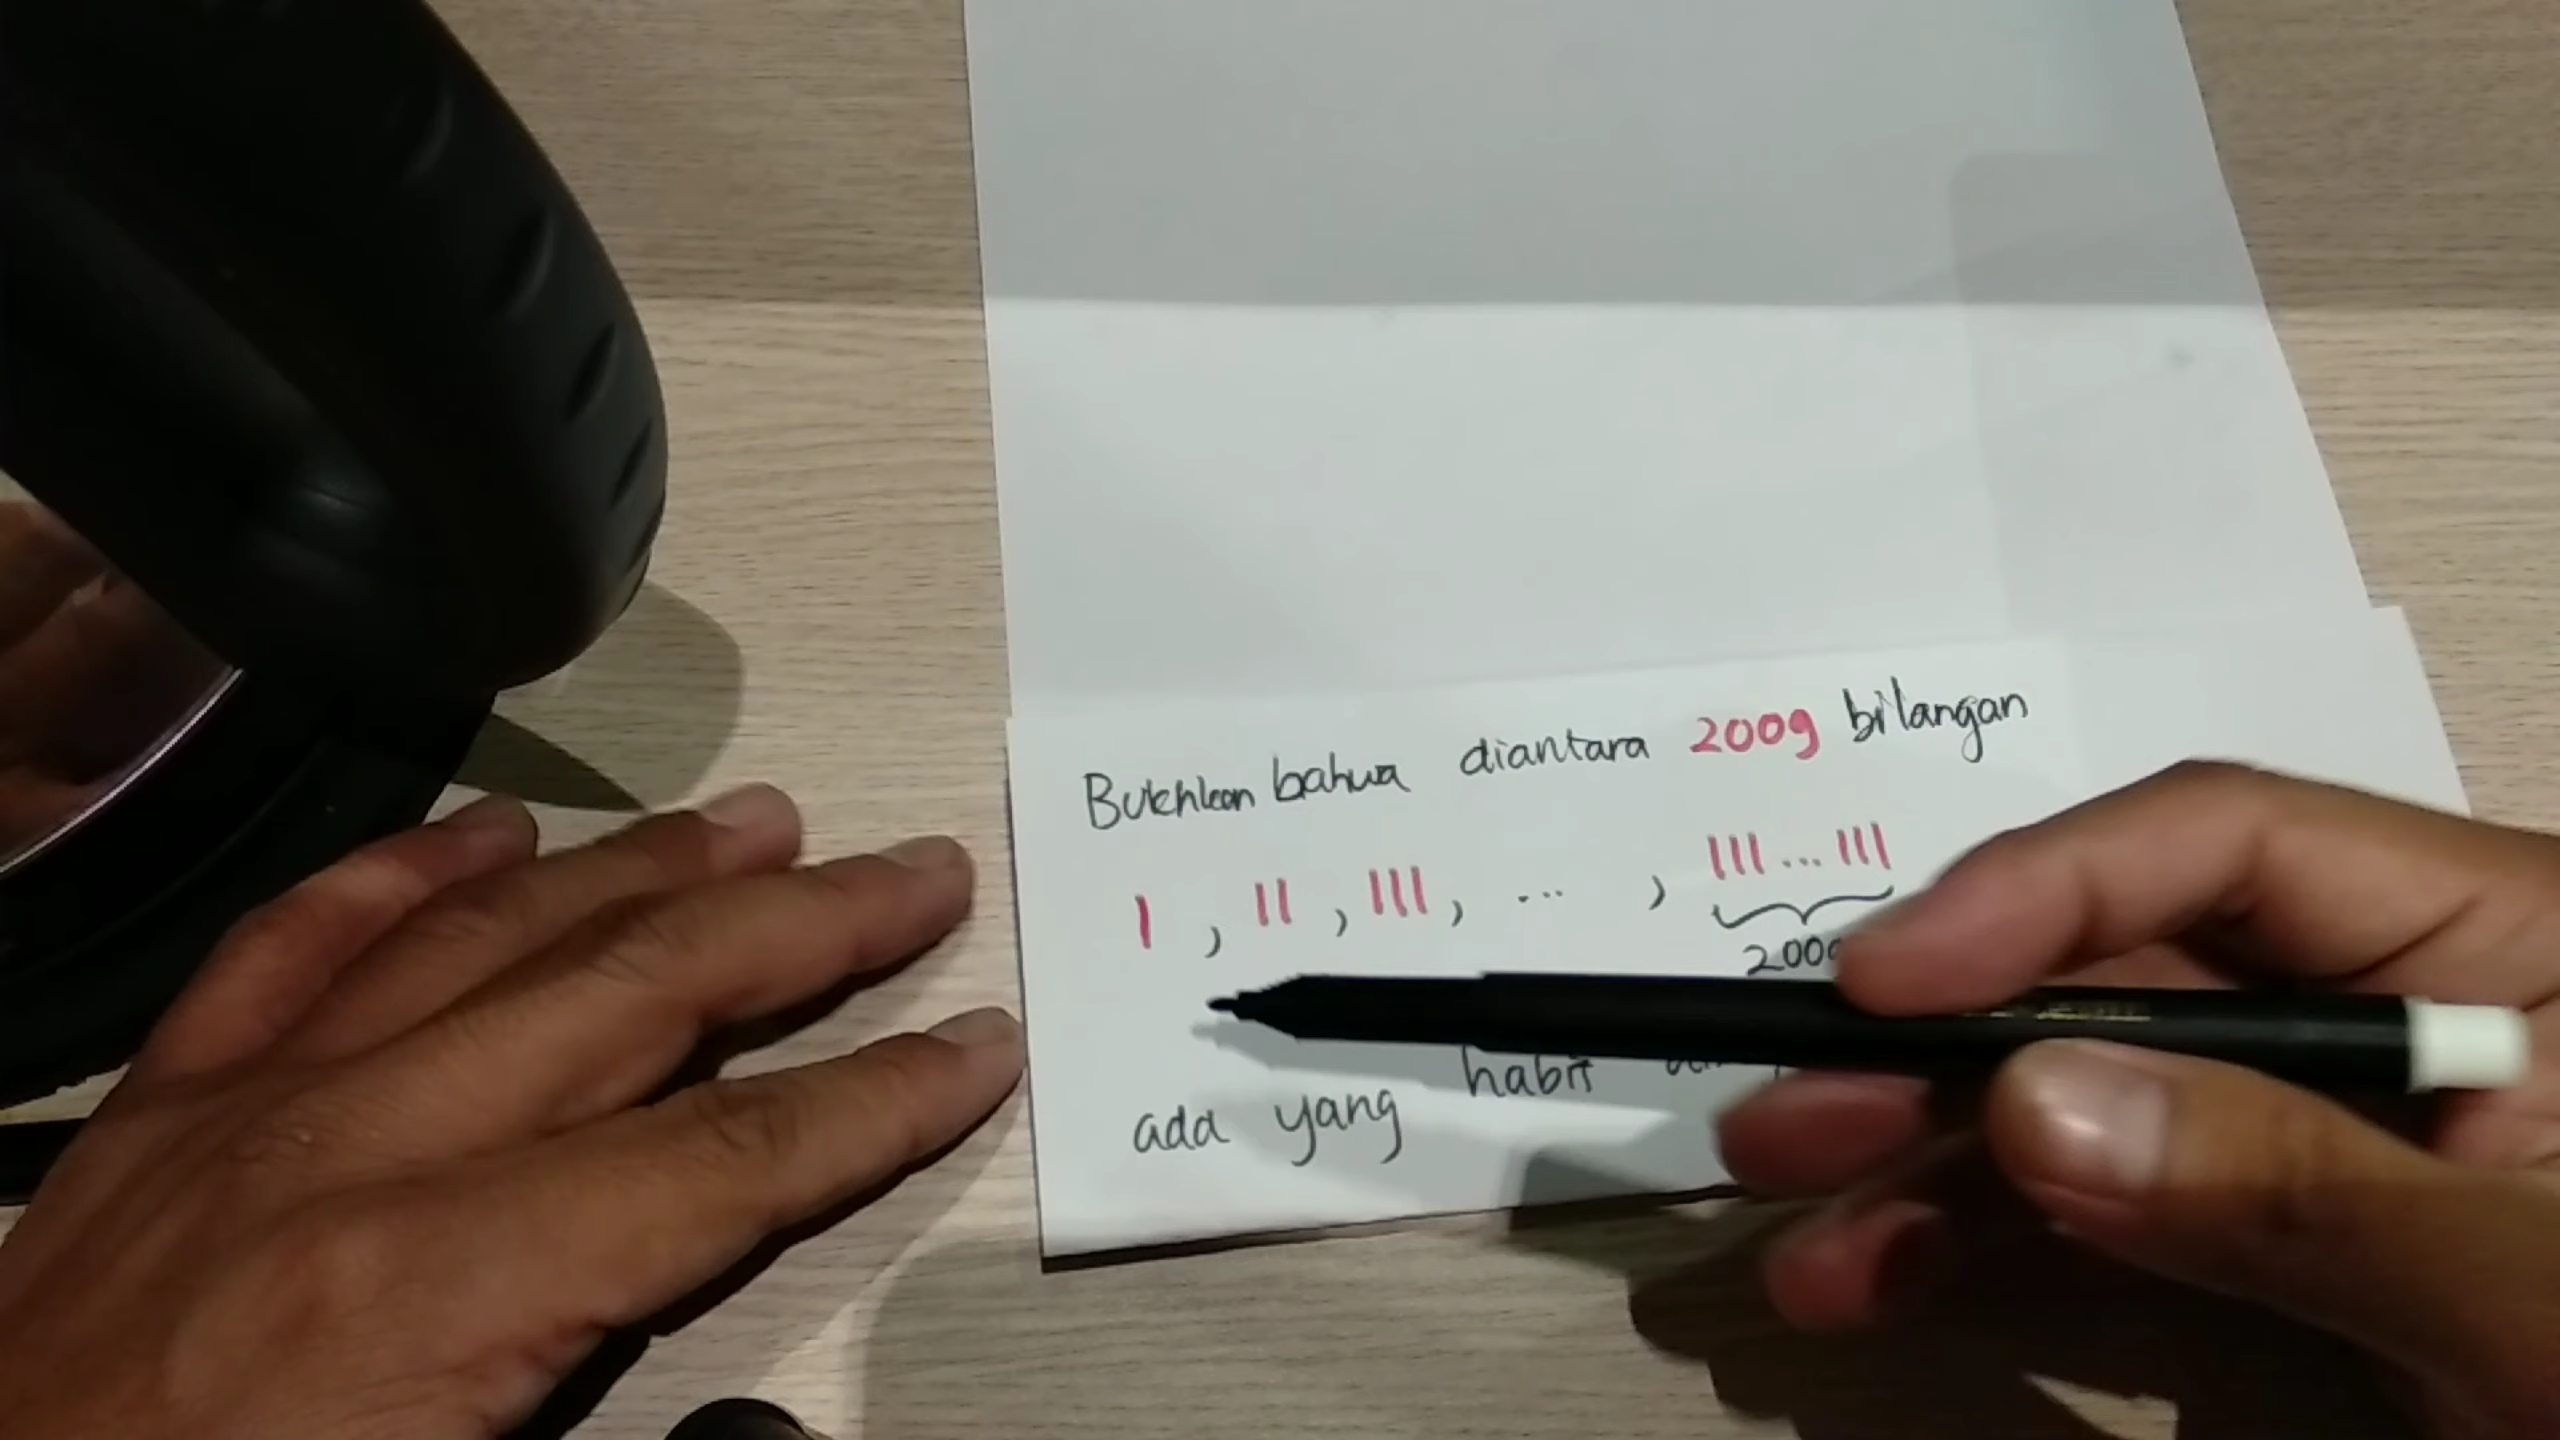 Buktikan bahwa diantara 2009 bilangan
1 , 11 , 111 , ... , 111...111
ada yang habis